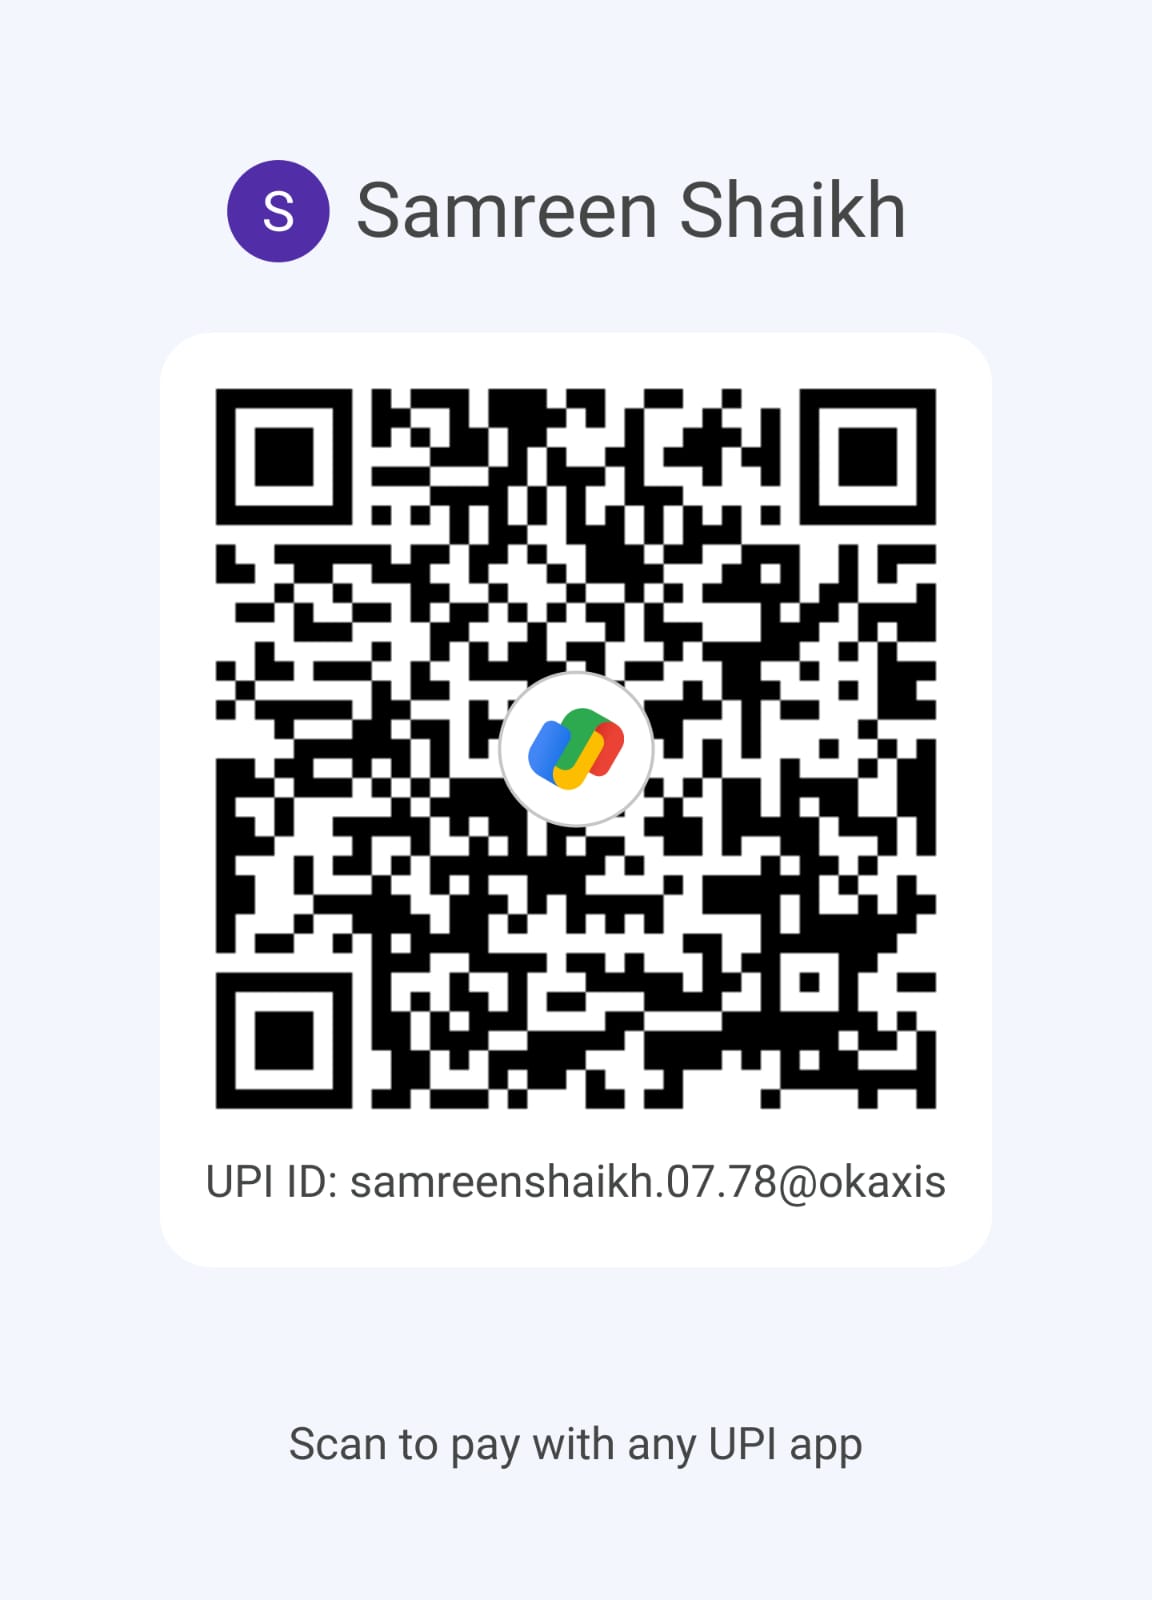 S Samreen Shaikh
UPI ID: samreenshaikh.07.78@okaxis
Scan to pay with any UPI app